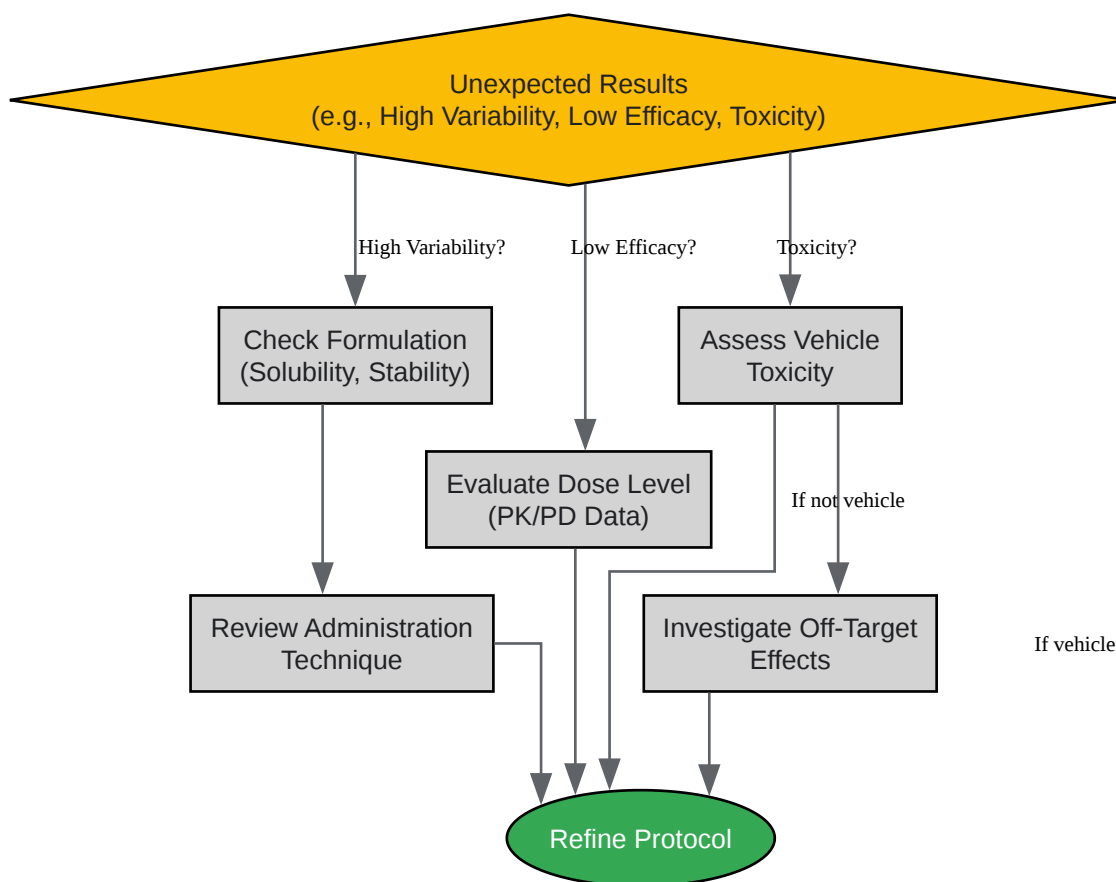 Unexpected Results
(e.g., High Variability, Low Efficacy, Toxicity)
High Variability?
Low Efficacy?
Toxicity?
Check Formulation
(Solubility, Stability)
Assess Vehicle
Toxicity
Evaluate Dose Level
(PK/PD Data)
If not vehicle
Review Administration
Technique
Investigate Off-Target
Effects
If vehicle
Refine Protocol